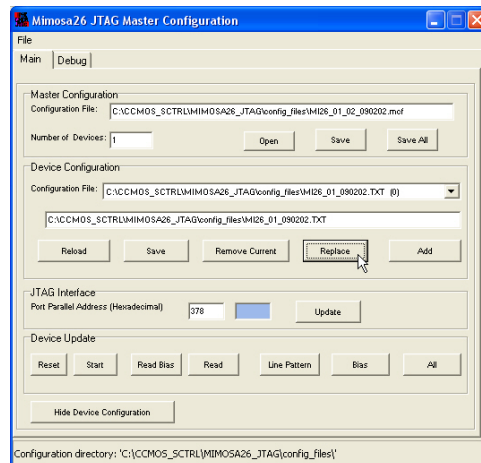 Mimosa26 JTAG Master Configuration
File
Main Debug
Master Configuration
Configuration File: C:\CCMOS_SCTRL\MIMOSA26_JTAG\config_files\MI26_01_02_090202.mcf
Number of Devices: 1 Open Save Save All
Device Configuration
Configuration File: C:\CCMOS_SCTRL\MIMOSA26_JTAG\config_files\MI26_01_090202.TXT (0)
C:\CCMOS_SCTRL\MIMOSA26_JTAG\config_files\MI26_01_090202.TXT
Reload Save Remove Current Replace Add
JTAG Interface
Port Parallel Address (Hexadecimal) 378 Update
Device Update
Reset Start Read Bias Read Line Pattern Bias All
Hide Device Configuration
Configuration directory: 'C:\CCMOS_SCTRL\MIMOSA26_JTAG\config_files\'